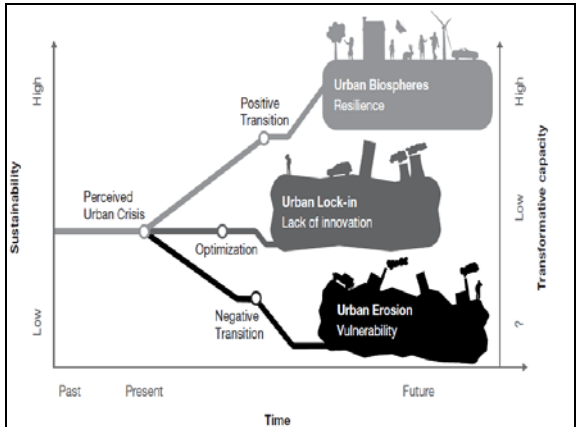 High
Low
Sustainability
Perceived
Urban Crisis
Positive
Transition
Optimization
Negative
Transition
Urban Biospheres
Resilience
Urban Lock-in
Lack of innovation
Urban Erosion
Vulnerability
High
Low
?
Transformative capacity
Past
Present
Future
Time